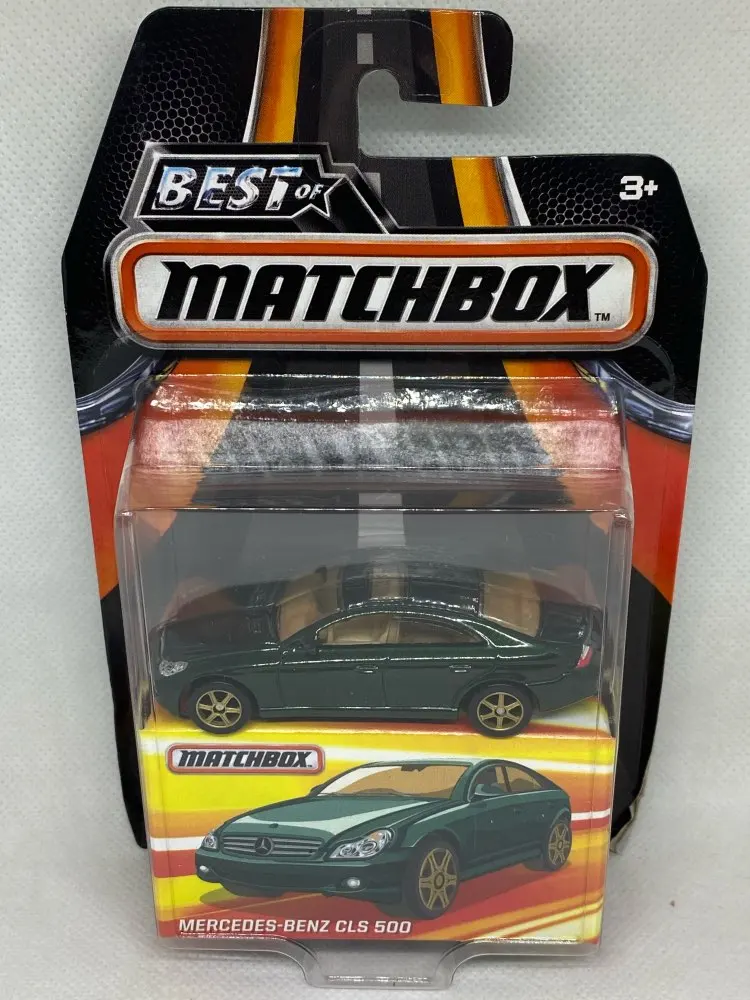 BEST OF
3+
MATCHBOX™
MATCHBOX
MERCEDES-BENZ CLS 500